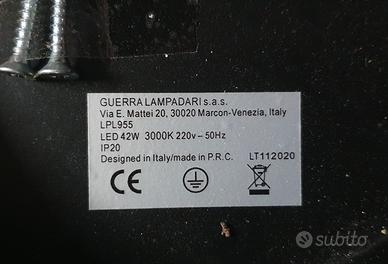 GUERRA LAMPADARI s.a.s.
Via E. Mattei 20, 30020 Marcon-Venezia, Italy
LPL955
LED 42W 3000K 220v – 50Hz
IP20
Designed in Italy/made in P.R.C. LT112020
CE
subito